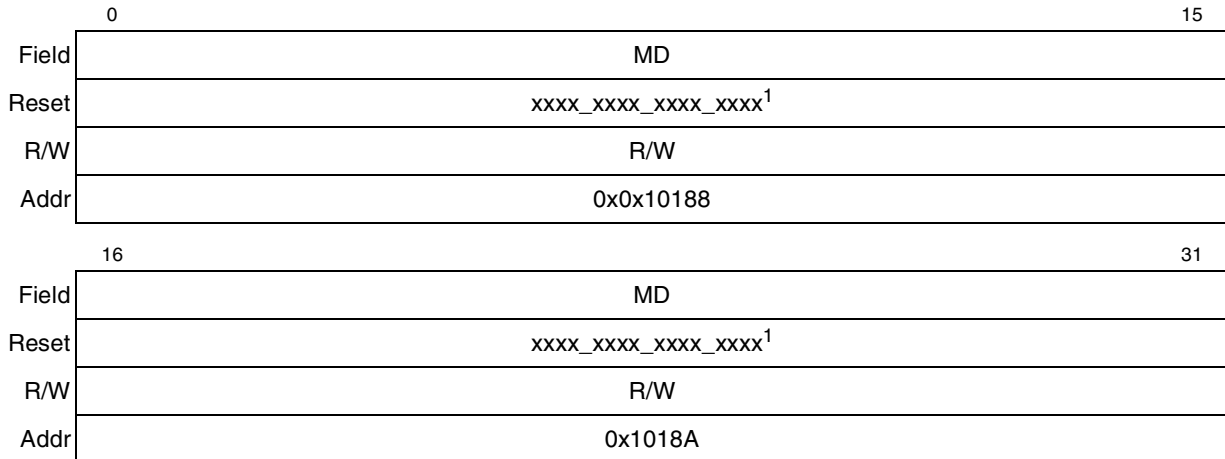 0 15
Field MD
Reset xxxx_xxxx_xxxx_xxxx1
R/W R/W
Addr 0x0x10188
16 31
Field MD
Reset xxxx_xxxx_xxxx_xxxx1
R/W R/W
Addr 0x1018A